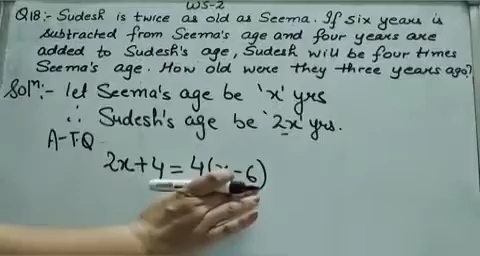 WS-2
Q18:- Sudesh is twice as old as Seema. If six years is
subtracted from Seema's age and four years are
added to Sudesh's age, Sudesh will be four times
Seema's age. How old were they three years ago?
Solⁿ:- let Seema's age be 'x' yrs
∴ Sudesh's age be '2x' yrs.
A-T-Q
2x+4 = 4(x-6)